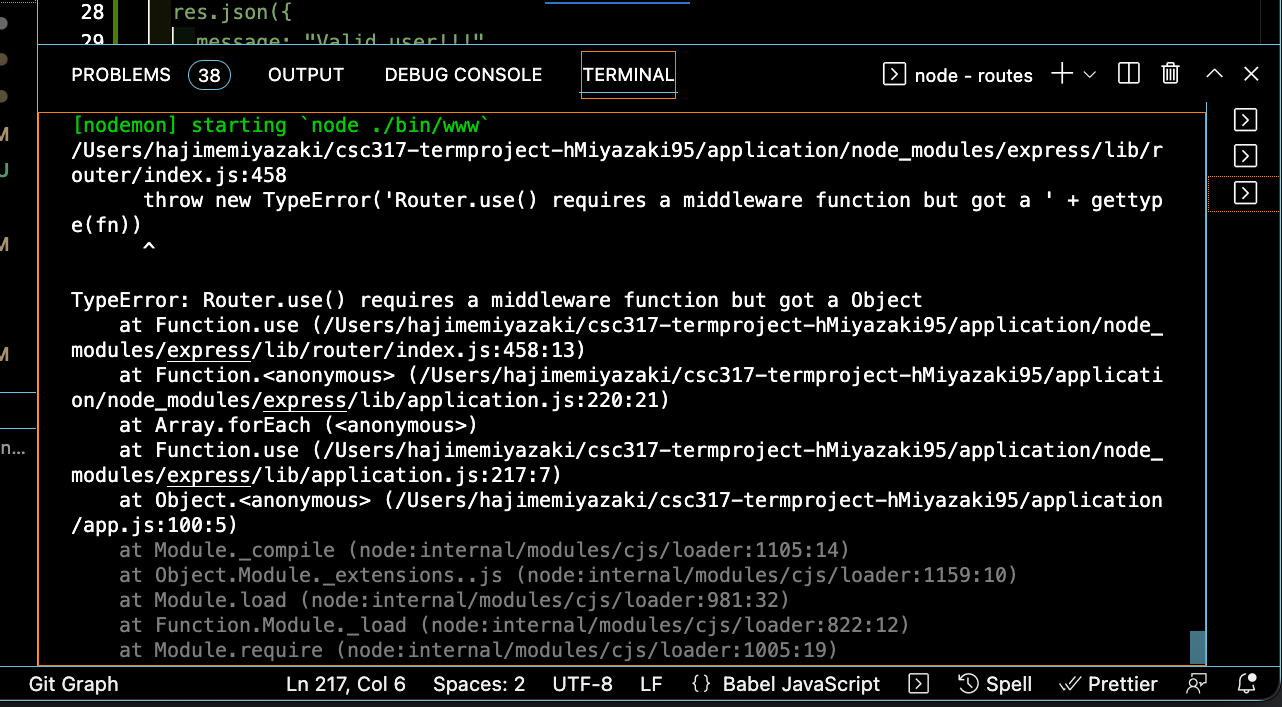 28 res.json({
29 message: "Valid user!!!"
PROBLEMS 38 OUTPUT DEBUG CONSOLE TERMINAL node - routes
[nodemon] starting `node ./bin/www`
/Users/hajimemiyazaki/csc317-termproject-hMiyazaki95/application/node_modules/express/lib/r
outer/index.js:458
throw new TypeError('Router.use() requires a middleware function but got a ' + gettyp
e(fn))
^
TypeError: Router.use() requires a middleware function but got a Object
at Function.use (/Users/hajimemiyazaki/csc317-termproject-hMiyazaki95/application/node_
modules/express/lib/router/index.js:458:13)
at Function.<anonymous> (/Users/hajimemiyazaki/csc317-termproject-hMiyazaki95/applicati
on/node_modules/express/lib/application.js:220:21)
at Array.forEach (<anonymous>)
at Function.use (/Users/hajimemiyazaki/csc317-termproject-hMiyazaki95/application/node_
modules/express/lib/application.js:217:7)
at Object.<anonymous> (/Users/hajimemiyazaki/csc317-termproject-hMiyazaki95/application
/app.js:100:5)
at Module._compile (node:internal/modules/cjs/loader:1105:14)
at Object.Module._extensions..js (node:internal/modules/cjs/loader:1159:10)
at Module.load (node:internal/modules/cjs/loader:981:32)
at Function.Module._load (node:internal/modules/cjs/loader:822:12)
at Module.require (node:internal/modules/cjs/loader:1005:19)
M
U
M
M
n...
Git Graph Ln 217, Col 6 Spaces: 2 UTF-8 LF {} Babel JavaScript Spell Prettier